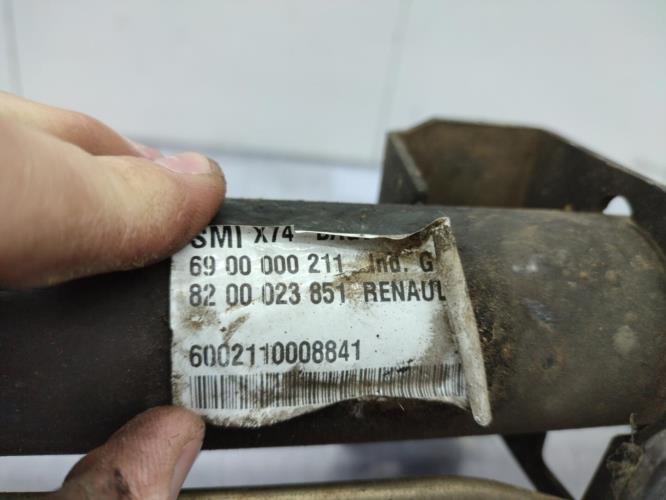 SMI X74
69 00 000 211 Ind. G
82 00 023 851 RENAUL
6002110008841